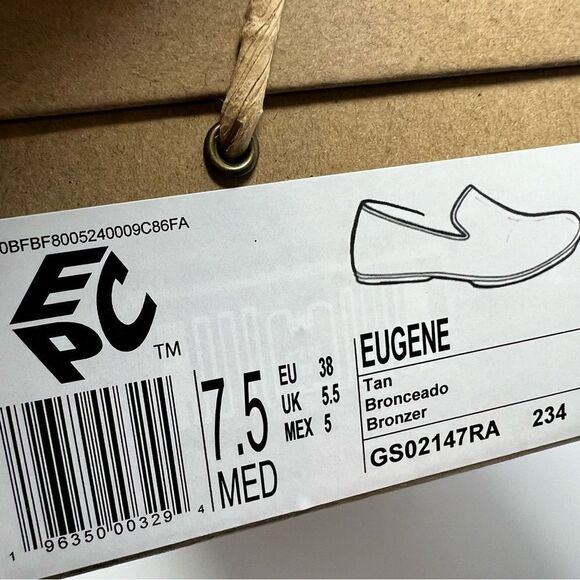 0BFBF8005240009C86FA
EPC TM
7.5
MED
EU 38
UK 5.5
MEX 5
EUGENE
Tan
Bronceado
Bronzer
GS02147RA 234
1 96350 00329 4